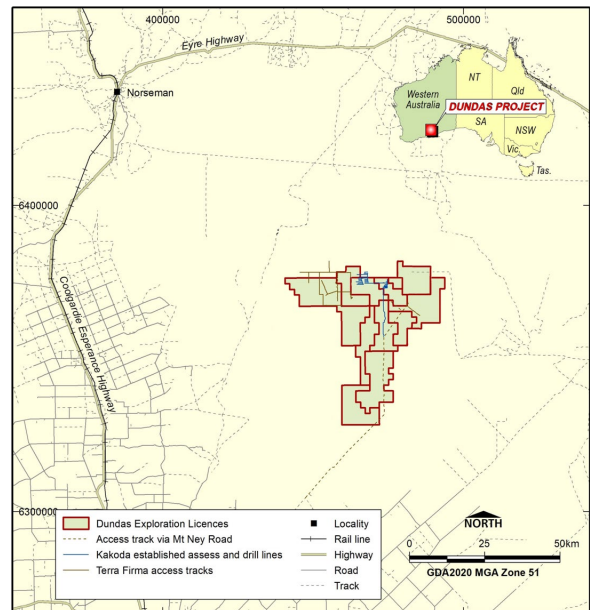 400000
500000
Eyre Highway
Norseman
Western
Australia
NT
Qld
SA
NSW
Vic.
Tas.
DUNDAS PROJECT
6400000
6400000
Coolgardie Esperance Highway
6300000
Dundas Exploration Licences
Access track via Mt Ney Road
Kakoda established assess and drill lines
Terra Firma access tracks
Locality
Rail line
Highway
Road
Track
NORTH
0 25 50km
GDA2020 MGA Zone 51